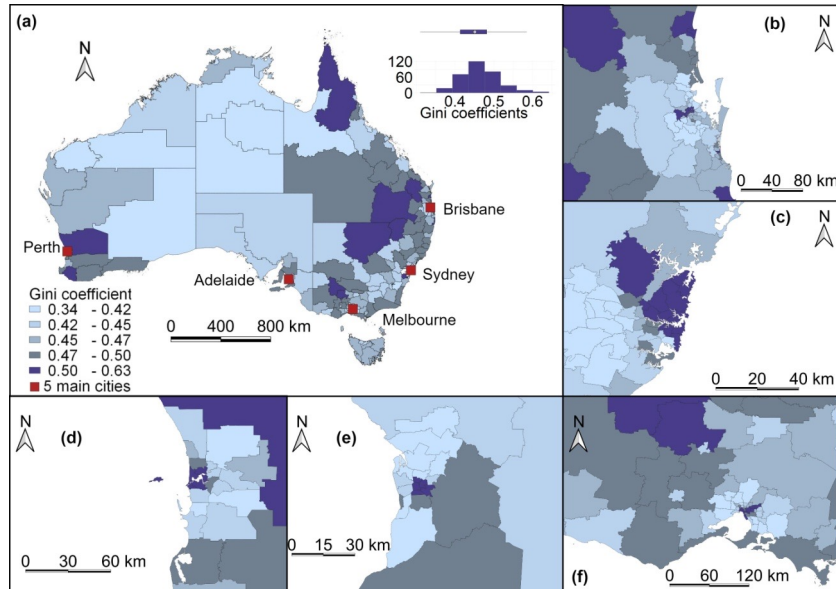 (a)
N
120
60
0
0.4 0.5 0.6
Gini coefficients
Perth
Brisbane
Adelaide
Sydney
Melbourne
Gini coefficient
0.34 - 0.42
0.42 - 0.45
0.45 - 0.47
0.47 - 0.50
0.50 - 0.63
5 main cities
0 400 800 km
(b)
N
0 40 80 km
(c)
N
0 20 40 km
(d)
N
0 30 60 km
(e)
N
0 15 30 km
N
0 60 120 km
(f)